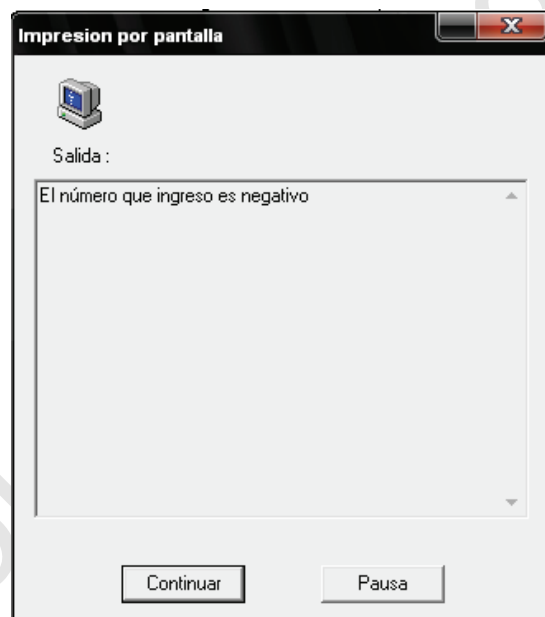 Impresion por pantalla
Salida :
El número que ingreso es negativo
Continuar
Pausa